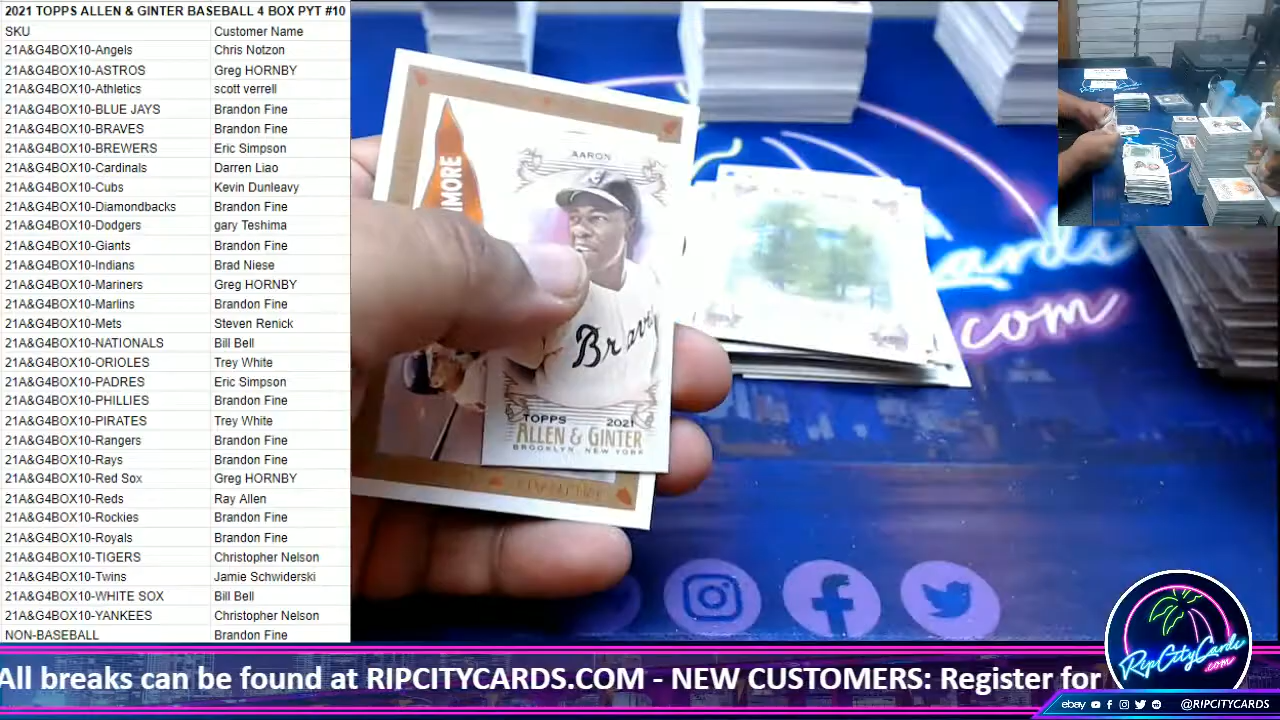 2021 TOPPS ALLEN & GINTER BASEBALL 4 BOX PYT #10
SKU Customer Name
21A&G4BOX10-Angels Chris Notzon
21A&G4BOX10-ASTROS Greg HORNBY
21A&G4BOX10-Athletics scott verrell
21A&G4BOX10-BLUE JAYS Brandon Fine
21A&G4BOX10-BRAVES Brandon Fine
21A&G4BOX10-BREWERS Eric Simpson
21A&G4BOX10-Cardinals Darren Liao
21A&G4BOX10-Cubs Kevin Dunleavy
21A&G4BOX10-Diamondbacks Brandon Fine
21A&G4BOX10-Dodgers gary Teshima
21A&G4BOX10-Giants Brandon Fine
21A&G4BOX10-Indians Brad Niese
21A&G4BOX10-Mariners Greg HORNBY
21A&G4BOX10-Marlins Brandon Fine
21A&G4BOX10-Mets Steven Renick
21A&G4BOX10-NATIONALS Bill Bell
21A&G4BOX10-ORIOLES Trey White
21A&G4BOX10-PADRES Eric Simpson
21A&G4BOX10-PHILLIES Brandon Fine
21A&G4BOX10-PIRATES Trey White
21A&G4BOX10-Rangers Brandon Fine
21A&G4BOX10-Rays Brandon Fine
21A&G4BOX10-Red Sox Greg HORNBY
21A&G4BOX10-Reds Ray Allen
21A&G4BOX10-Rockies Brandon Fine
21A&G4BOX10-Royals Brandon Fine
21A&G4BOX10-TIGERS Christopher Nelson
21A&G4BOX10-Twins Jamie Schwiderski
21A&G4BOX10-WHITE SOX Bill Bell
21A&G4BOX10-YANKEES Christopher Nelson
NON-BASEBALL Brandon Fine
IMORE
AARON
Braves
TOPPS 2021
ALLEN & GINTER
BROOKLYN, NEW YORK
ards
.com
All breaks can be found at RIPCITYCARDS.COM - NEW CUSTOMERS: Register for
RipCityCards
.com
ebay @RIPCITYCARDS